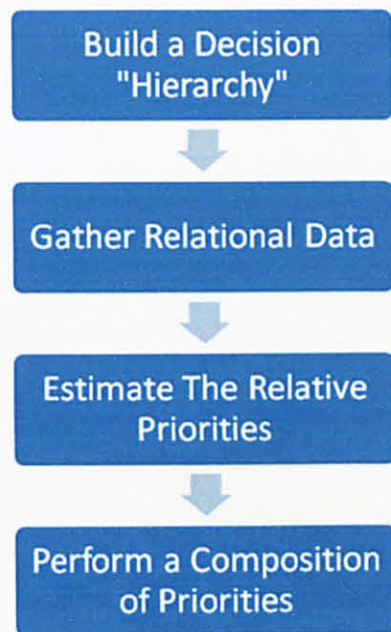 Build a Decision
"Hierarchy"
Gather Relational Data
Estimate The Relative
Priorities
Perform a Composition
of Priorities